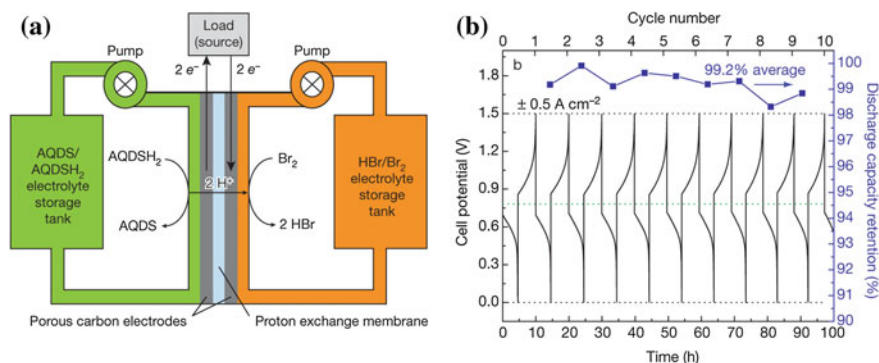 (a)
Load
(source)
Pump
2 e⁻
2 e⁻
Pump
AQDS/
AQDSH₂
electrolyte
storage
tank
AQDSH₂
AQDS
2 H⁺
Br₂
2 HBr
HBr/Br₂
electrolyte
storage
tank
Porous carbon electrodes
Proton exchange membrane
(b)
Cycle number
0 1 2 3 4 5 6 7 8 9 10
b
99.2% average
± 0.5 A cm⁻²
Cell potential (V)
1.8
1.5
1.2
0.9
0.6
0.3
0.0
Discharge capacity
retention (%)
100
99
98
97
96
95
94
93
92
91
90
0 10 20 30 40 50 60 70 80 90 100
Time (h)